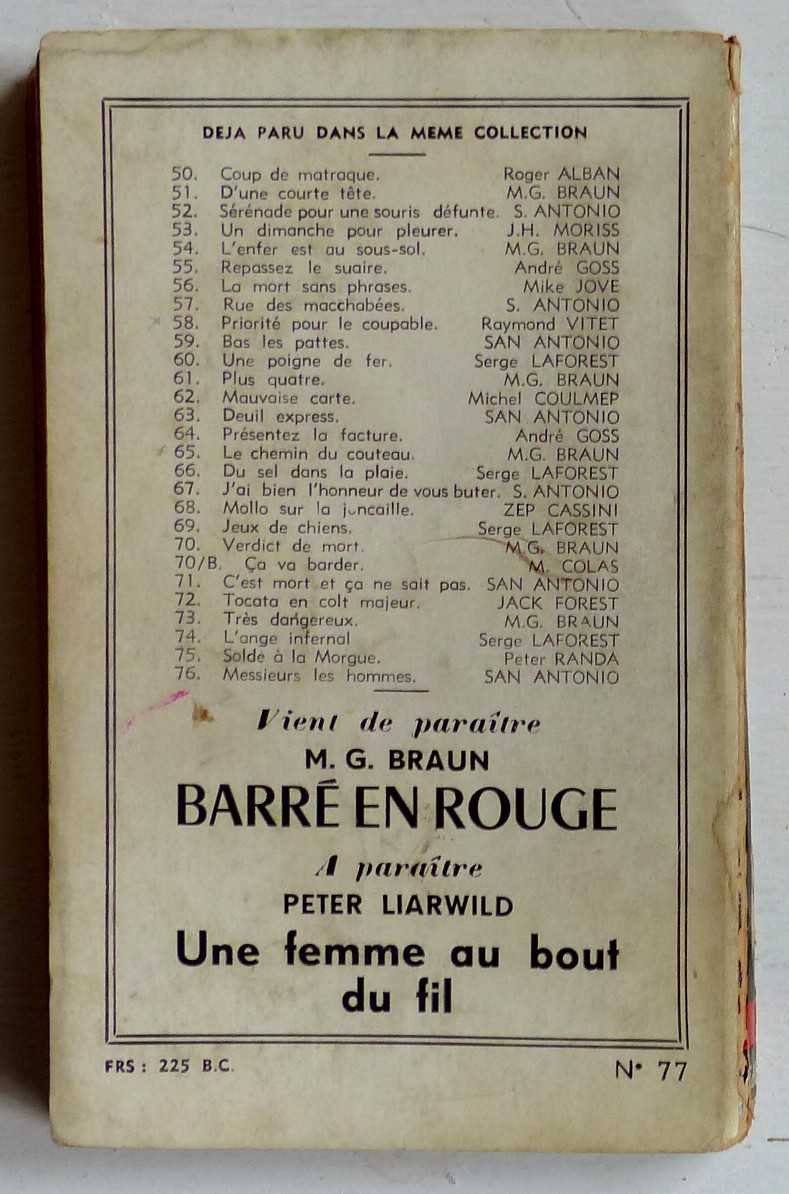 DEJA PARU DANS LA MEME COLLECTION
50. Coup de matraque. Roger ALBAN
51. D'une courte tête. M.G. BRAUN
52. Sérénade pour une souris défunte. S. ANTONIO
53. Un dimanche pour pleurer. J.H. MORISS
54. L'enfer est au sous-sol. M.G. BRAUN
55. Repassez le suaire. André GOSS
56. La mort sans phrases. Mike JOVE
57. Rue des macchabées. S. ANTONIO
58. Priorité pour le coupable. Raymond VITET
59. Bas les pattes. SAN ANTONIO
60. Une poigne de fer. Serge LAFOREST
61. Plus quatre. M.G. BRAUN
62. Mauvaise carte. Michel COULMEP
63. Deuil express. SAN ANTONIO
64. Présentez la facture. André GOSS
65. Le chemin du couteau. M.G. BRAUN
66. Du sel dans la plaie. Serge LAFOREST
67. J'ai bien l'honneur de vous buter. S. ANTONIO
68. Mollo sur la joncaille. ZEP CASSINI
69. Jeux de chiens. Serge LAFOREST
70. Verdict de mort. M.G. BRAUN
70/B. Ça va barder. M. COLAS
71. C'est mort et ça ne sait pas. SAN ANTONIO
72. Tocata en colt majeur. JACK FOREST
73. Très dangereux. M.G. BRAUN
74. L'ange infernal Serge LAFOREST
75. Solde à la Morgue. Peter RANDA
76. Messieurs les hommes. SAN ANTONIO
Vient de paraître
M. G. BRAUN
BARRÉ EN ROUGE
A paraître
PETER LIARWILD
Une femme au bout
du fil
FRS : 225 B.C.
N° 77